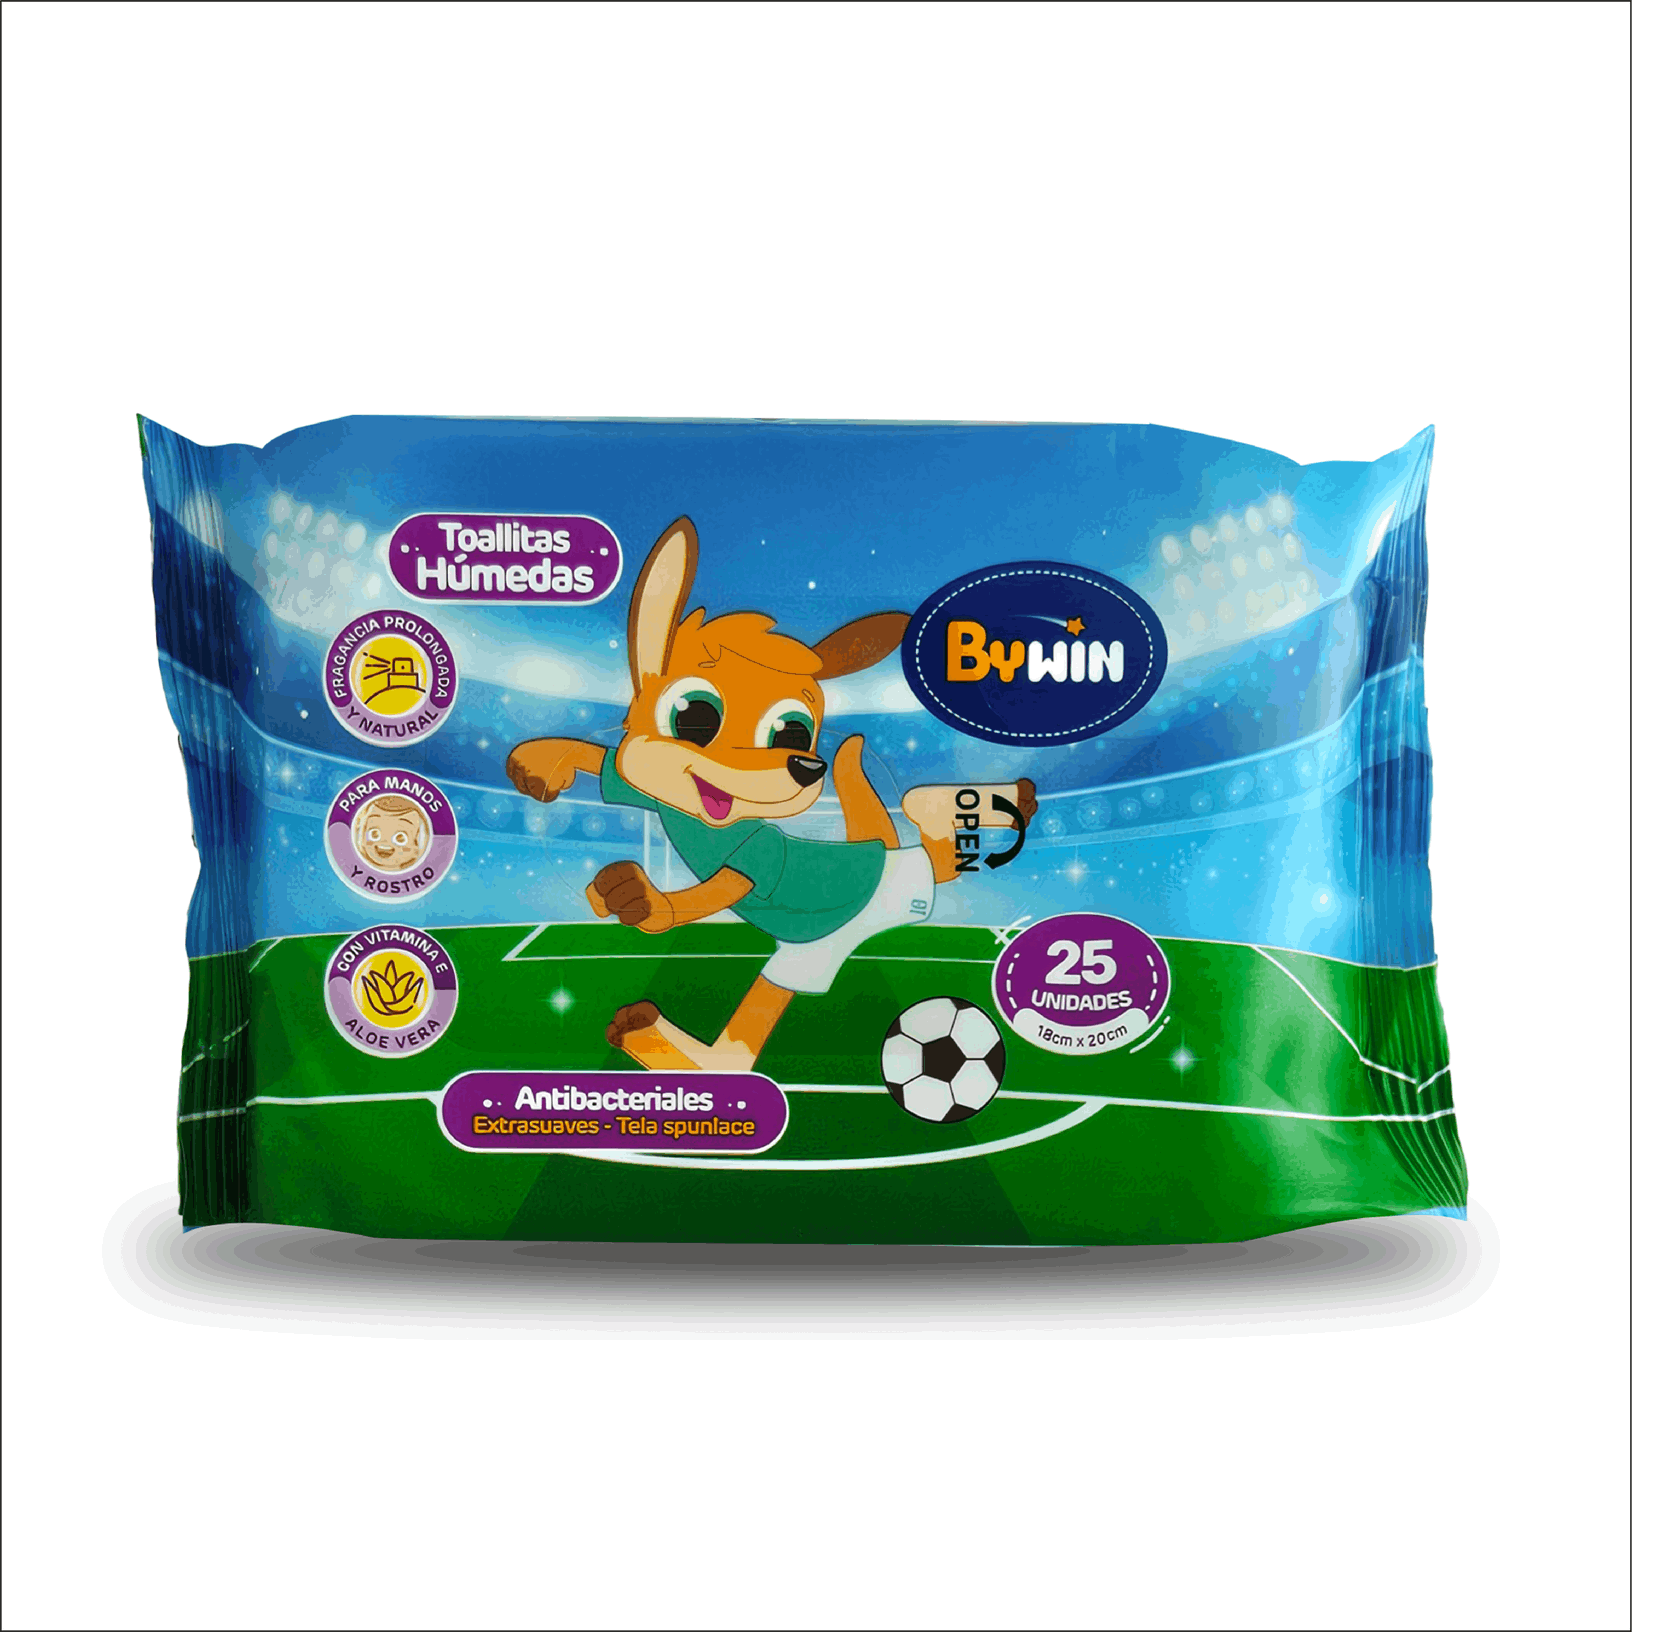 Toallitas
Húmedas
FRAGANCIA PROLONGADA
Y NATURAL
BYWIN
PARA MANOS
Y ROSTRO
OPEN
10
CON VITAMINA E
ALOE VERA
25
UNIDADES
18cm x 20cm
Antibacteriales
Extrasuaves - Tela spunlace